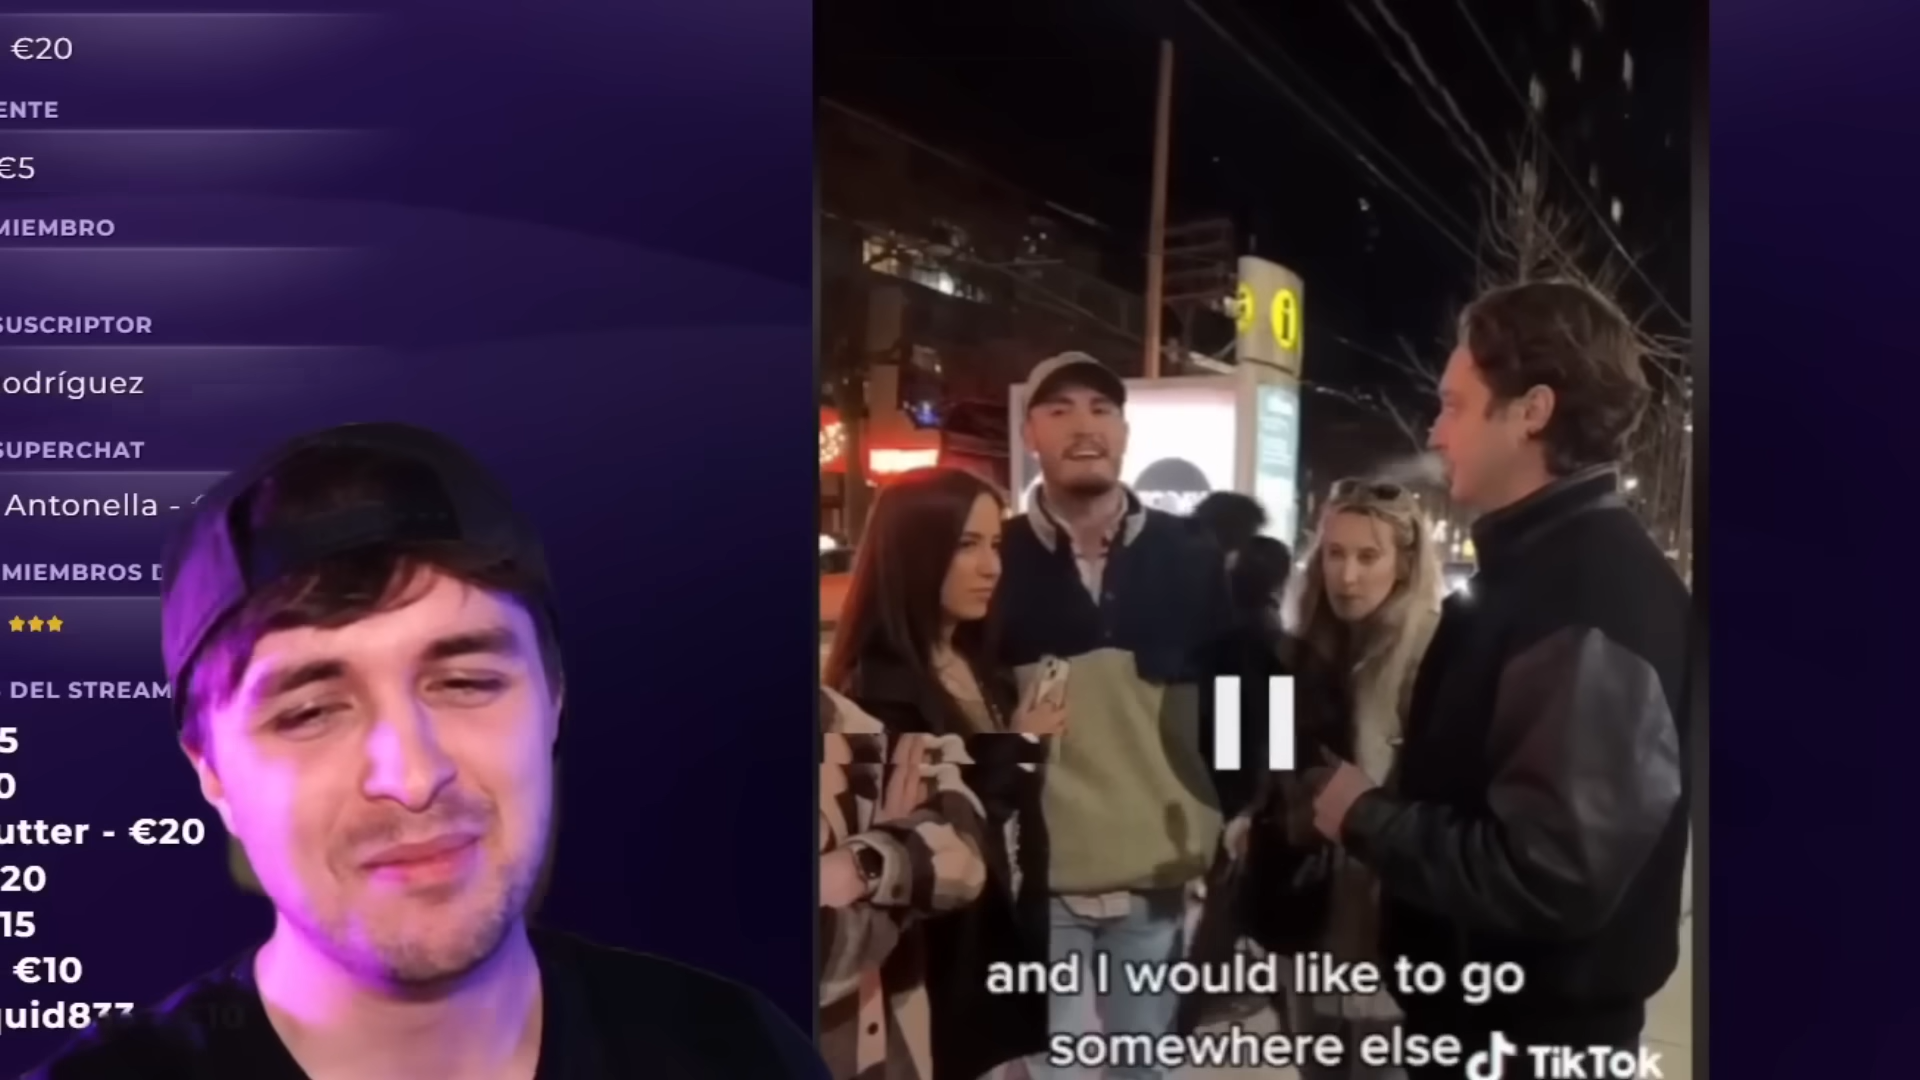 €20
ENTE
€5
MIEMBRO
SUSCRIPTOR
odríguez
SUPERCHAT
Antonella -
MIEMBROS D
DEL STREAM
5
0
utter - €20
20
15
€10
quid8
i
and I would like to go
somewhere else
TikTok